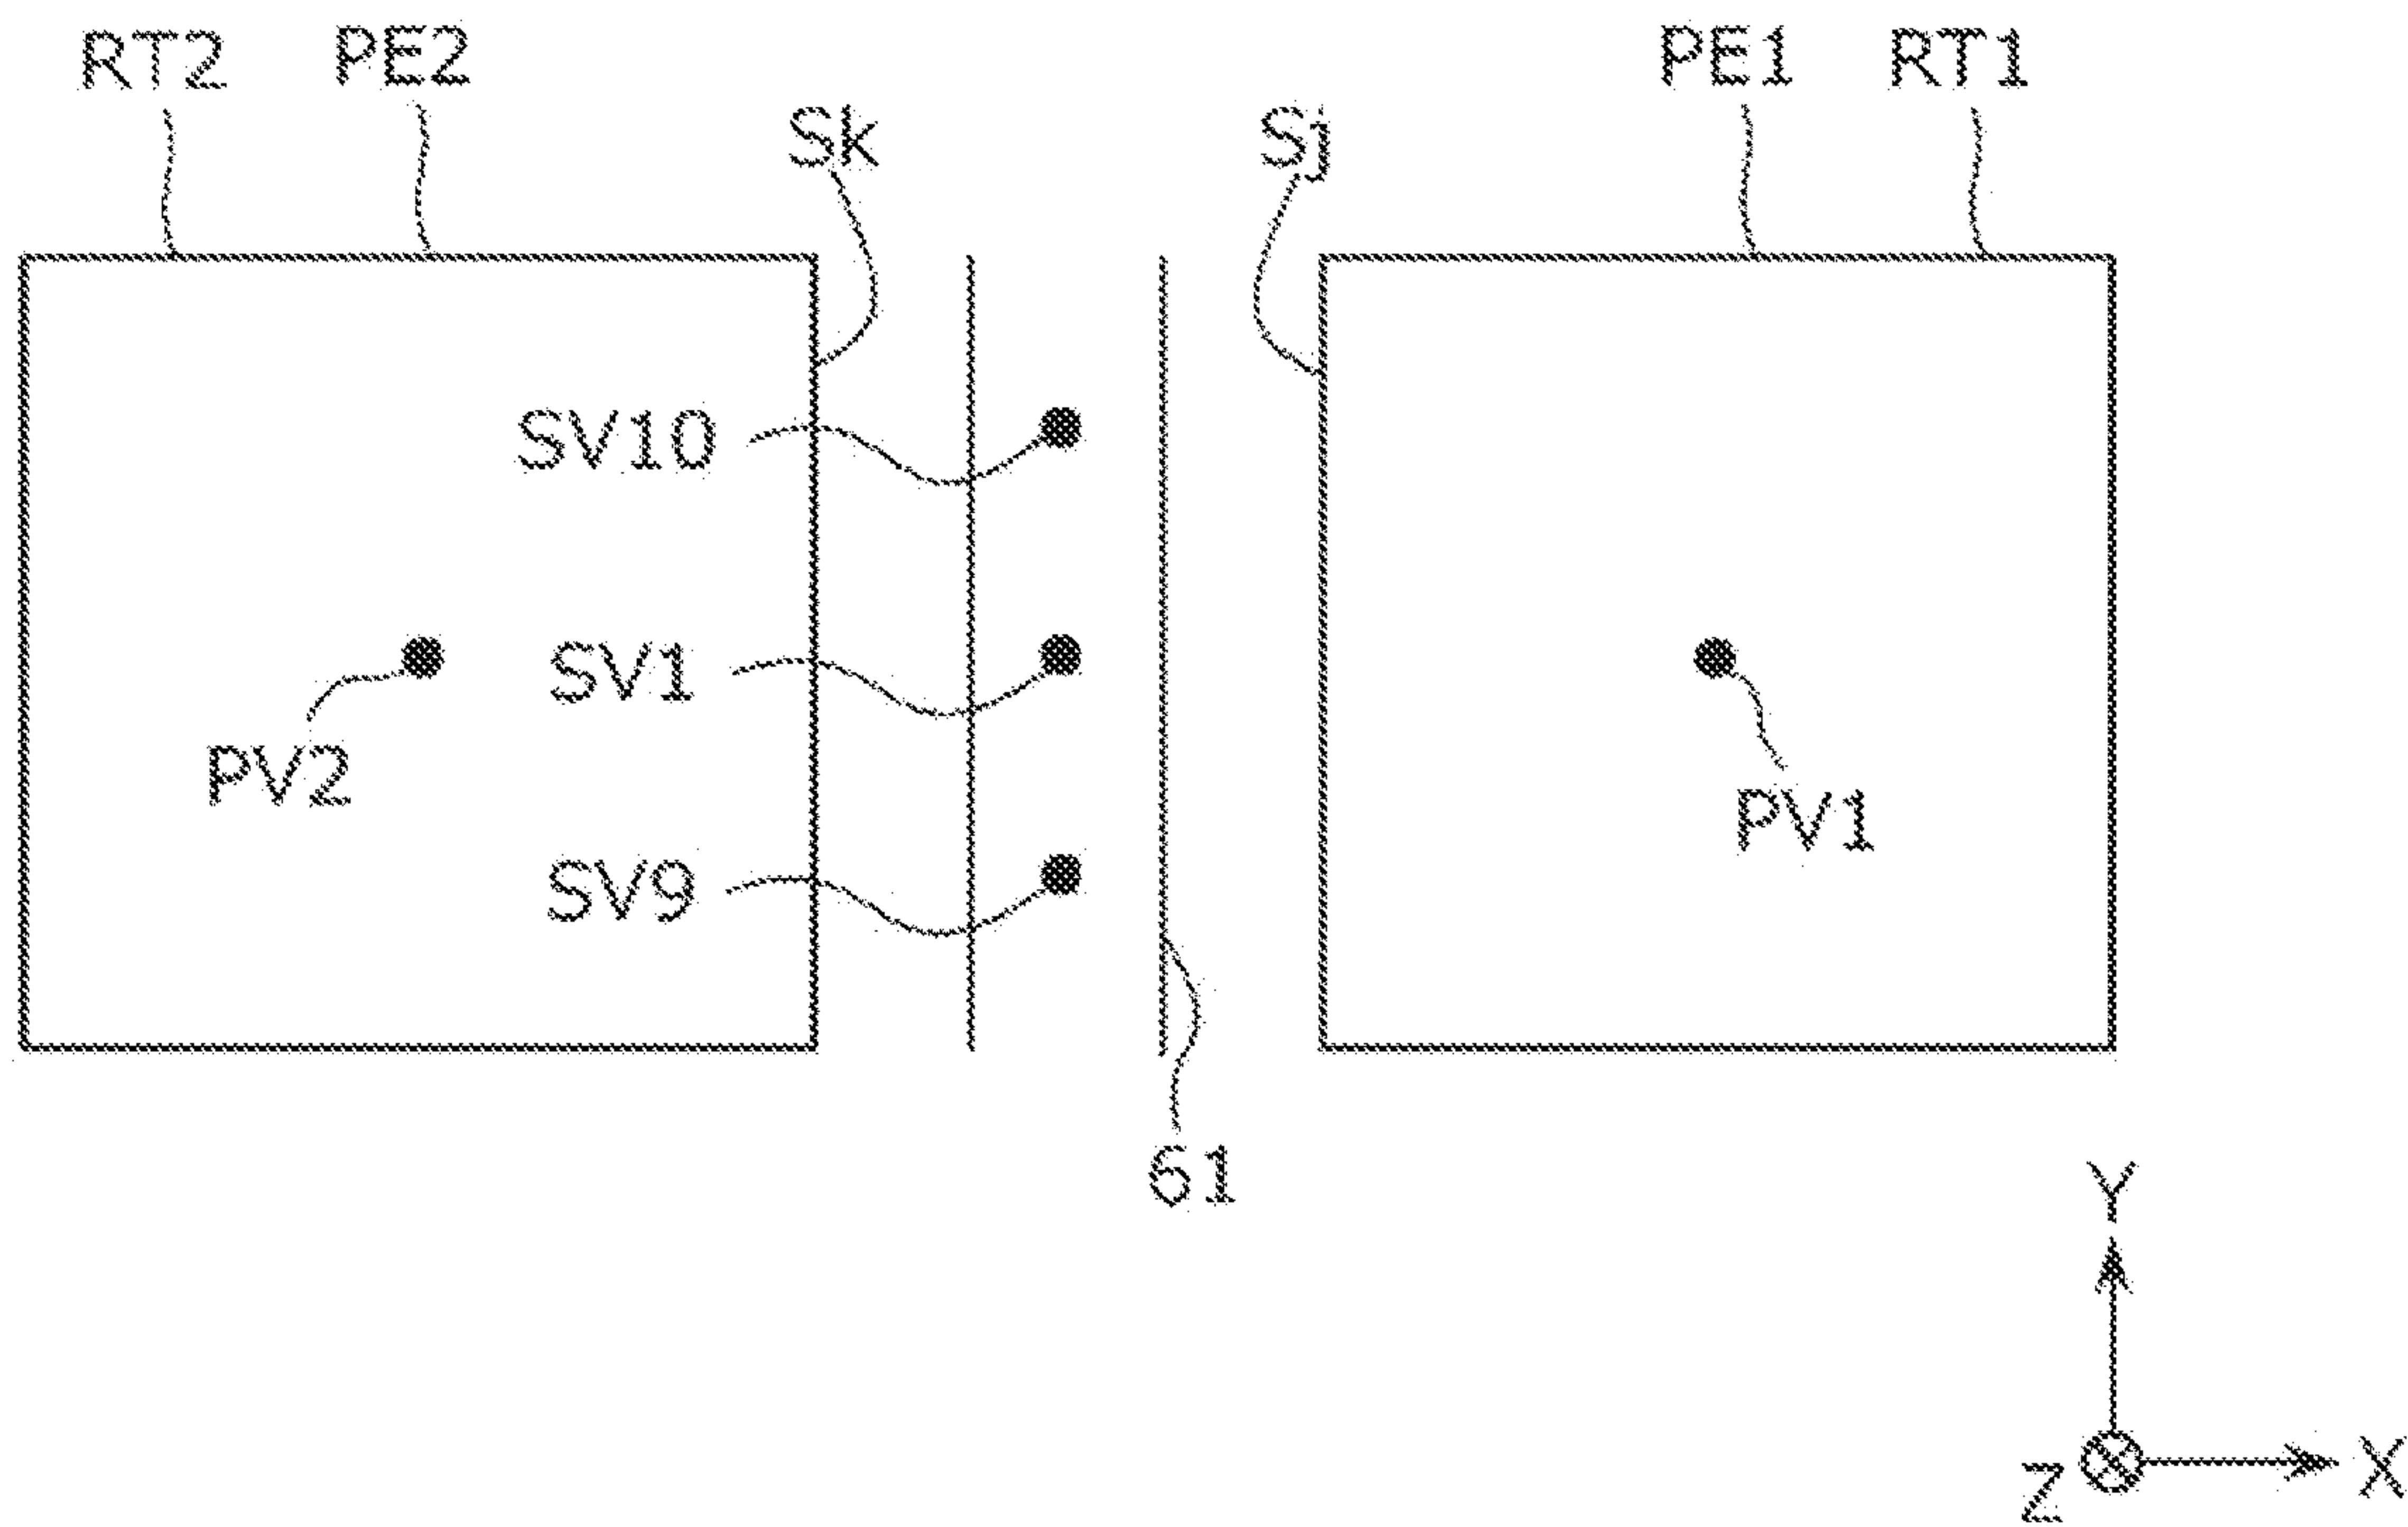 RT2 PE2 PE1 RT1
Sk Sj
SV10
SV1
PV2
PV1
SV9
61
Y
Z X